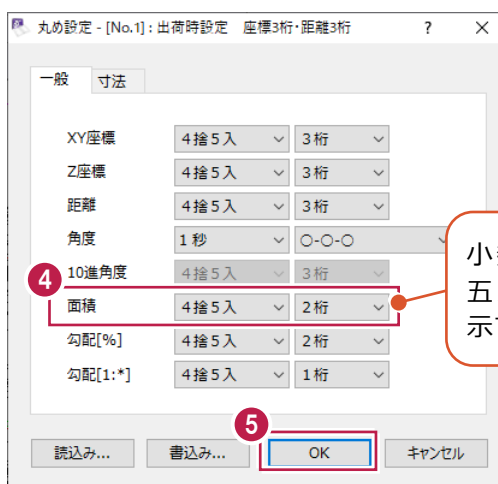 丸め設定 - [No.1] : 出荷時設定 座標3桁・距離3桁 ? ×
一般 寸法
XY座標 4捨5入 3桁
Z座標 4捨5入 3桁
距離 4捨5入 3桁
角度 1秒 ○-○-○
10進角度 4捨5入 3桁
4
面積 4捨5入 2桁
勾配[%] 4捨5入 2桁
勾配[1:*] 4捨5入 1桁
小
五
示
5
読込み... 書込み... OK キャンセル